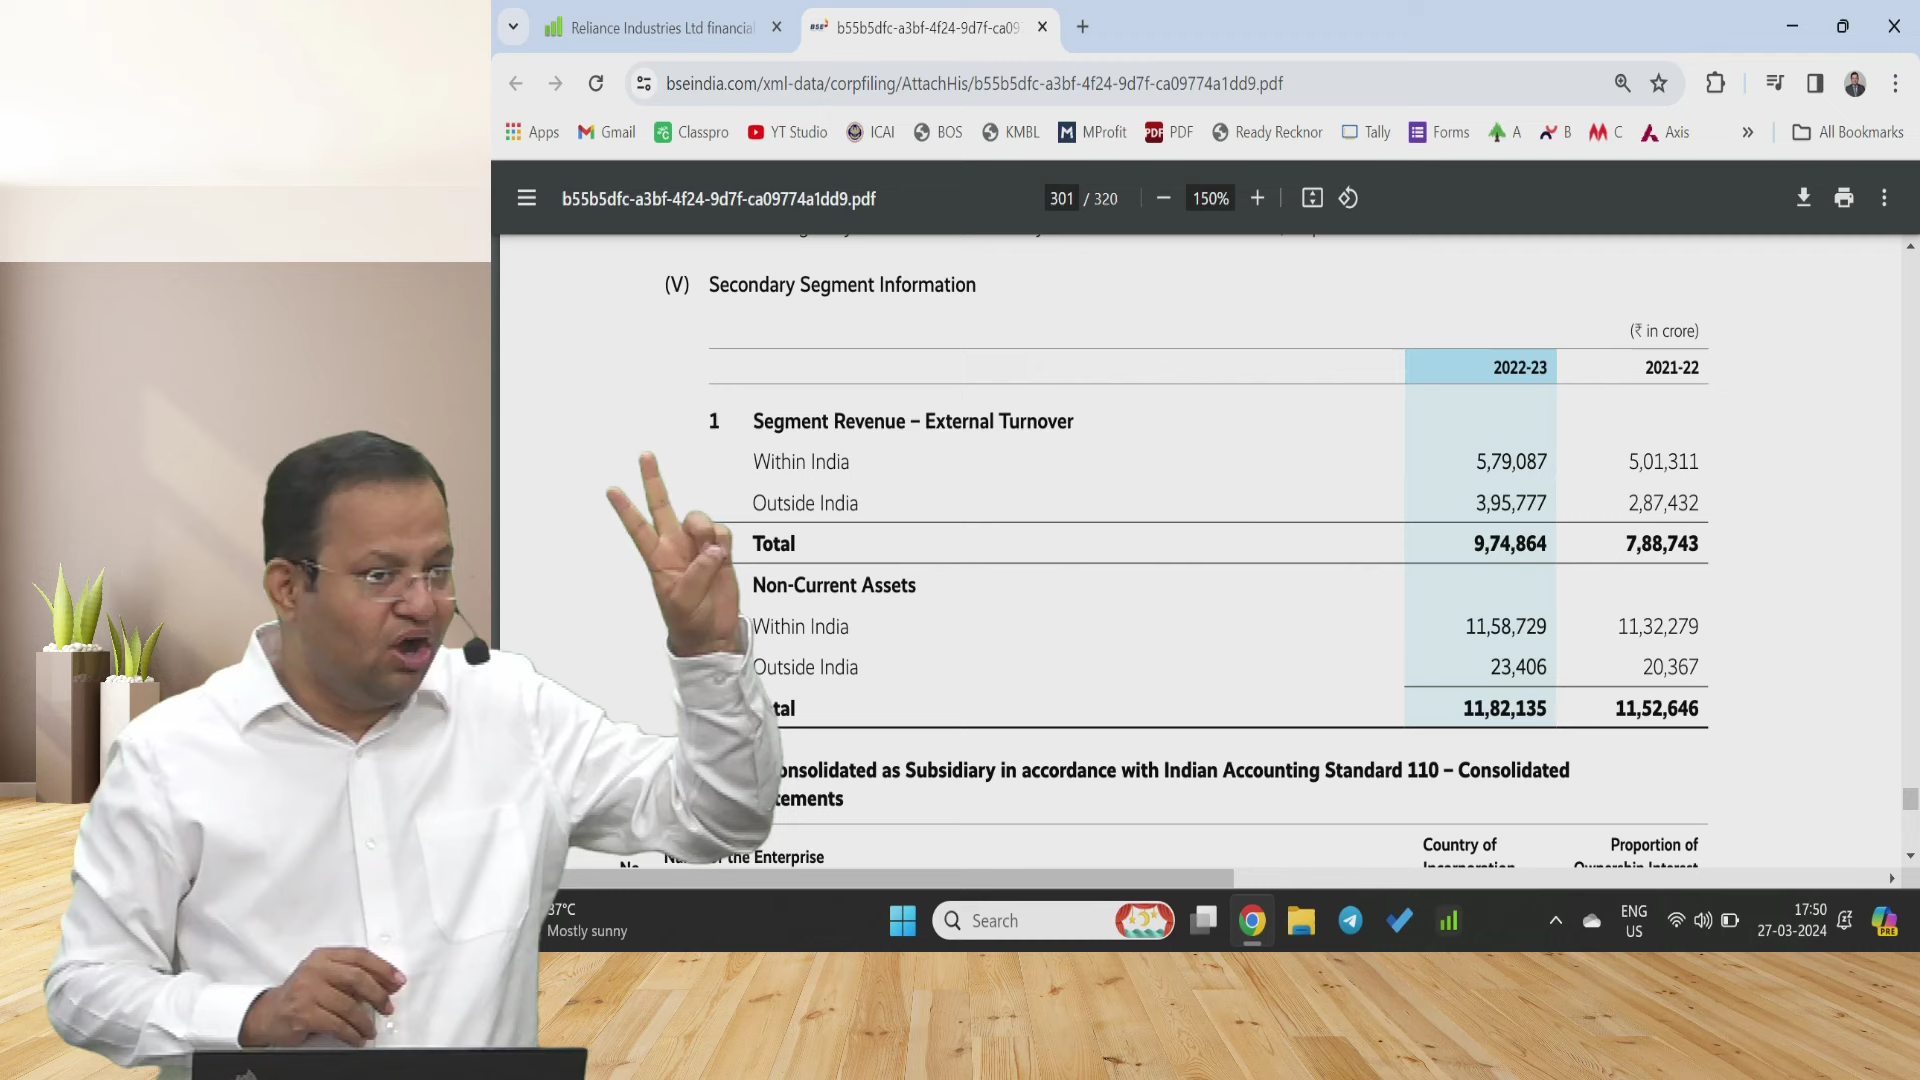 Reliance Industries Ltd financia
BSE b55b5dfc-a3bf-4f24-9d7f-ca09
bseindia.com/xml-data/corpfiling/AttachHis/b55b5dfc-a3bf-4f24-9d7f-ca09774a1dd9.pdf
Apps Gmail Classpro YT Studio ICAI BOS KMBL M MProfit PDF PDF Ready Recknor Tally Forms A B C Axis » All Bookmarks
b55b5dfc-a3bf-4f24-9d7f-ca09774a1dd9.pdf 301 / 320 150%
(V) Secondary Segment Information
(₹ in crore)
2022-23 2021-22
1 Segment Revenue – External Turnover
Within India 5,79,087 5,01,311
Outside India 3,95,777 2,87,432
Total 9,74,864 7,88,743
Non-Current Assets
Within India 11,58,729 11,32,279
Outside India 23,406 20,367
tal 11,82,135 11,52,646
onsolidated as Subsidiary in accordance with Indian Accounting Standard 110 – Consolidated
tements
Country of Proportion of
the Enterprise
37°C
Mostly sunny
Search
ENG
US
17:50
27-03-2024
PRE